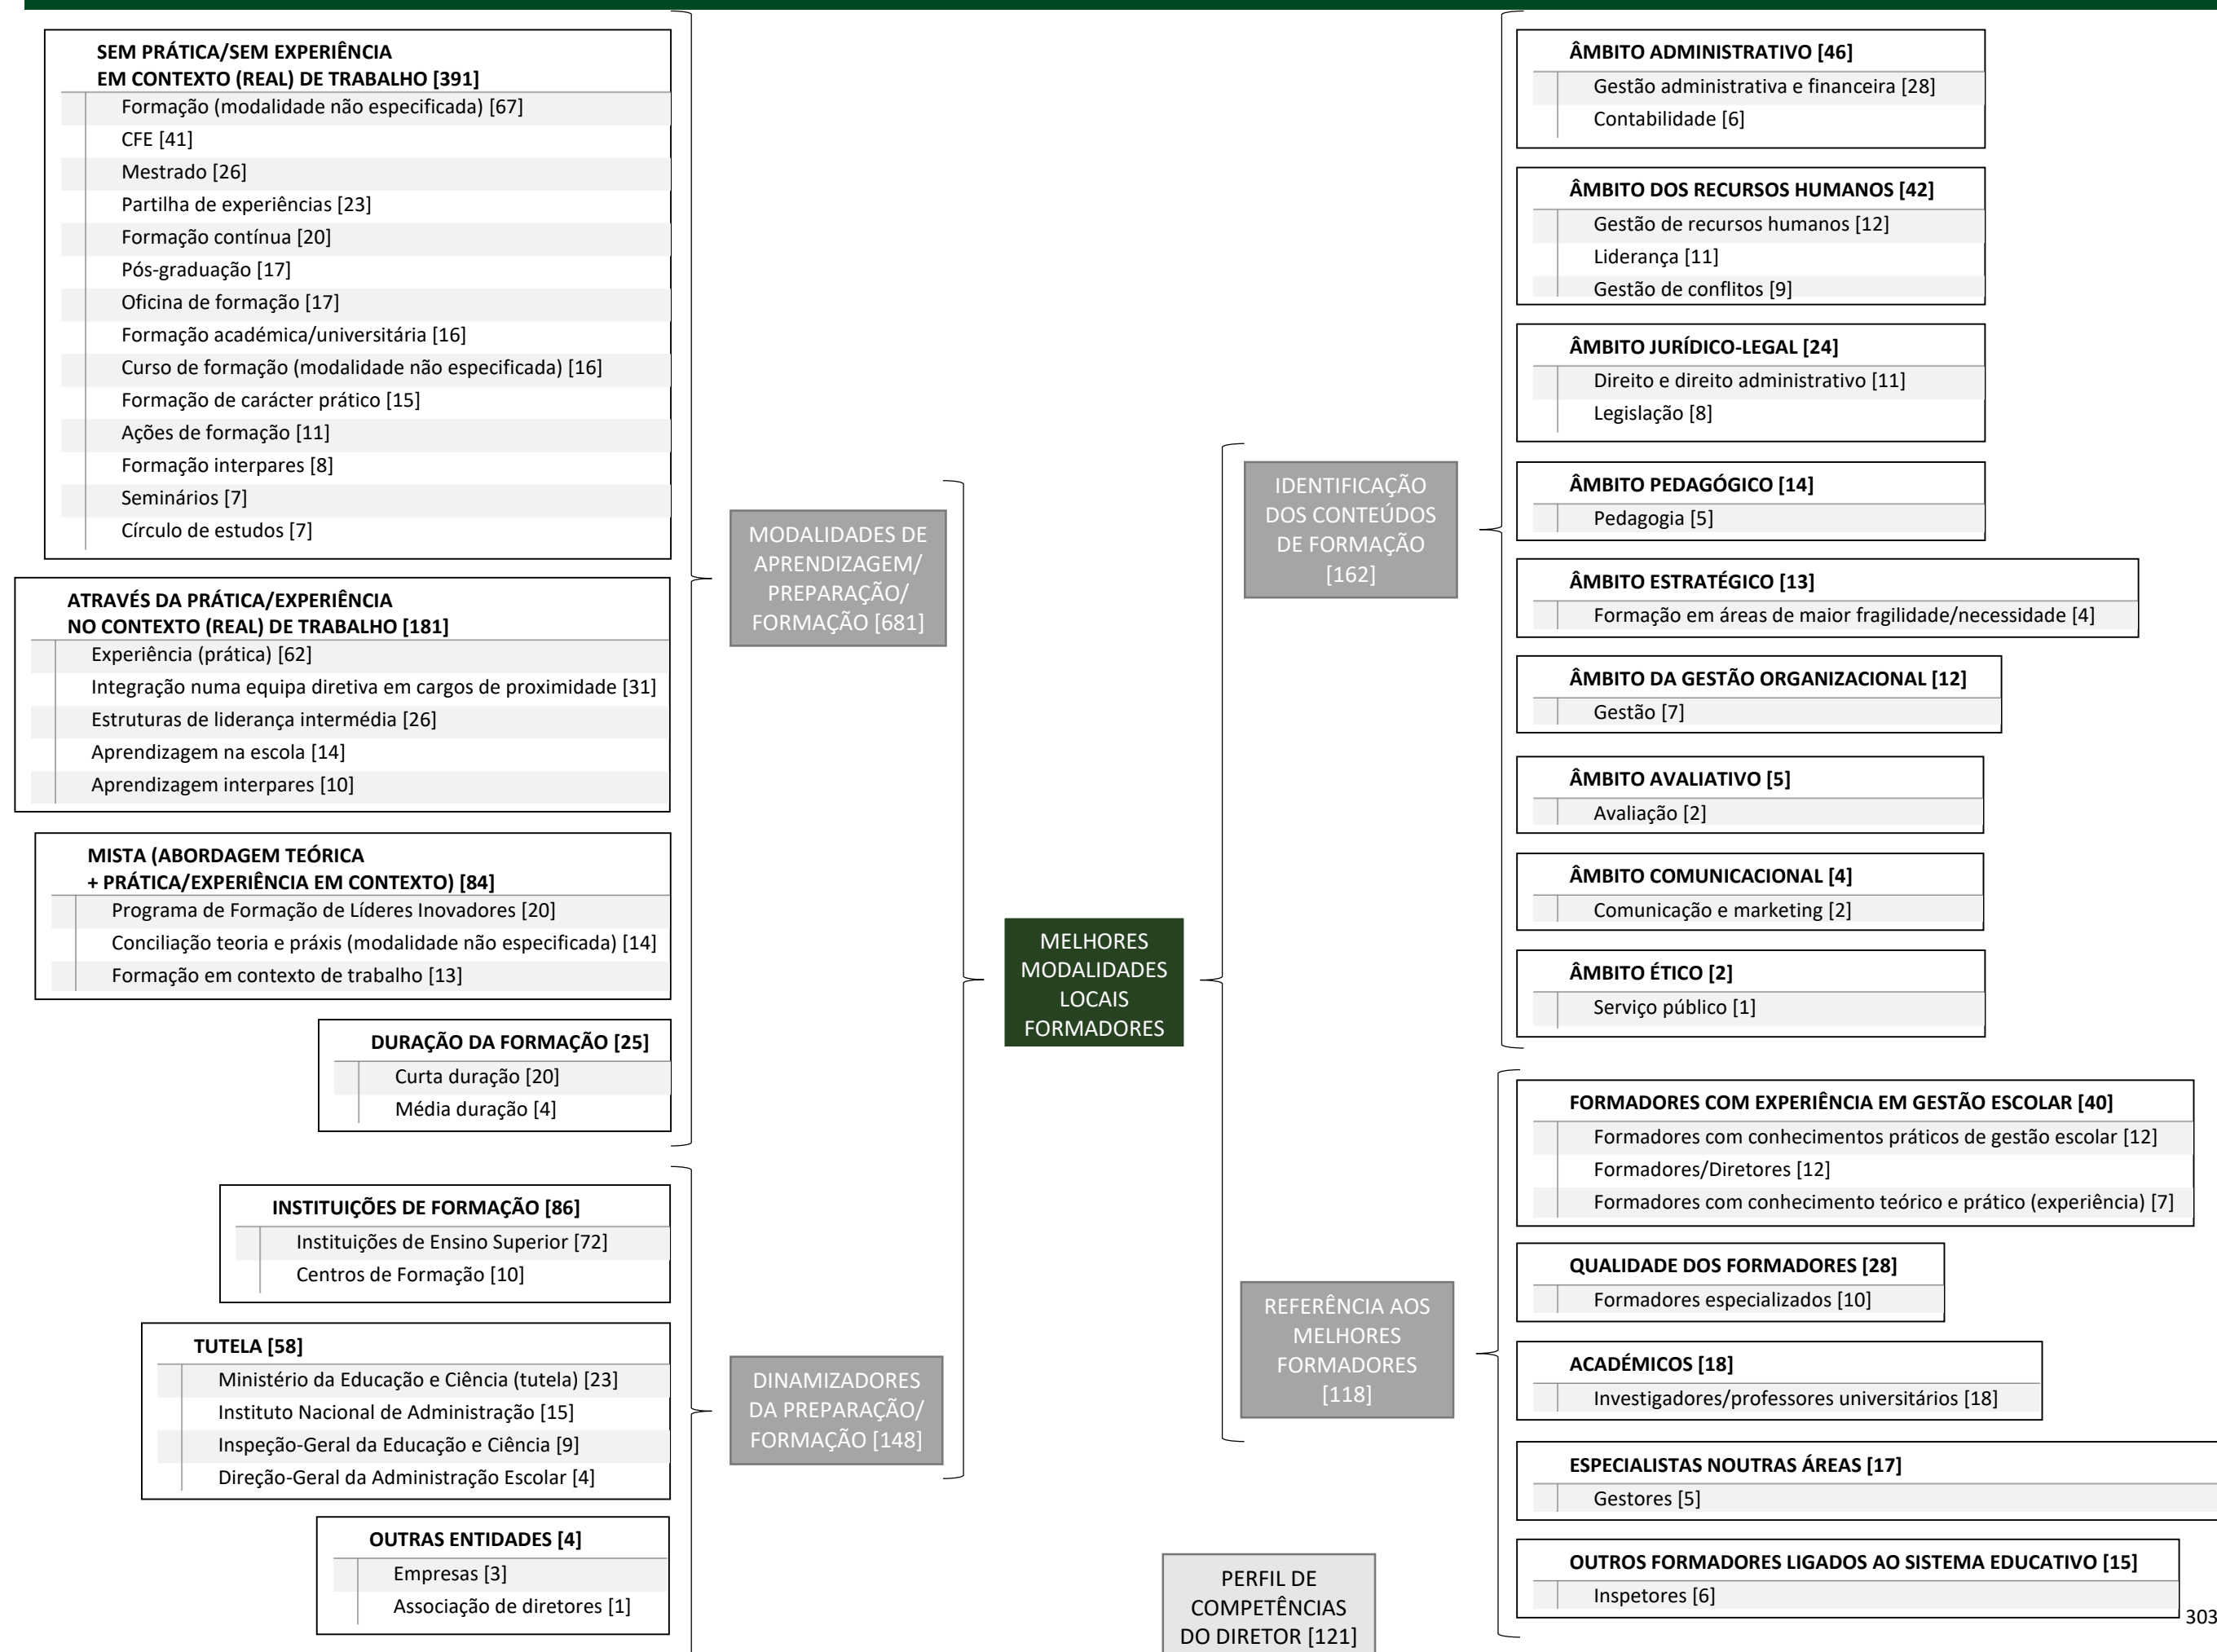 SEM PRÁTICA/SEM EXPERIÊNCIA
EM CONTEXTO (REAL) DE TRABALHO [391]
Formação (modalidade não especificada) [67]
CFE [41]
Mestrado [26]
Partilha de experiências [23]
Formação contínua [20]
Pós-graduação [17]
Oficina de formação [17]
Formação académica/universitária [16]
Curso de formação (modalidade não especificada) [16]
Formação de carácter prático [15]
Ações de formação [11]
Formação interpares [8]
Seminários [7]
Círculo de estudos [7]
ATRAVÉS DA PRÁTICA/EXPERIÊNCIA
NO CONTEXTO (REAL) DE TRABALHO [181]
Experiência (prática) [62]
Integração numa equipa diretiva em cargos de proximidade [31]
Estruturas de liderança intermédia [26]
Aprendizagem na escola [14]
Aprendizagem interpares [10]
MISTA (ABORDAGEM TEÓRICA
+ PRÁTICA/EXPERIÊNCIA EM CONTEXTO) [84]
Programa de Formação de Líderes Inovadores [20]
Conciliação teoria e práxis (modalidade não especificada) [14]
Formação em contexto de trabalho [13]
DURAÇÃO DA FORMAÇÃO [25]
Curta duração [20]
Média duração [4]
INSTITUIÇÕES DE FORMAÇÃO [86]
Instituições de Ensino Superior [72]
Centros de Formação [10]
TUTELA [58]
Ministério da Educação e Ciência (tutela) [23]
Instituto Nacional de Administração [15]
Inspeção-Geral da Educação e Ciência [9]
Direção-Geral da Administração Escolar [4]
OUTRAS ENTIDADES [4]
Empresas [3]
Associação de diretores [1]
MODALIDADES DE
APRENDIZAGEM/
PREPARAÇÃO/
FORMAÇÃO [681]
DINAMIZADORES
DA PREPARAÇÃO/
FORMAÇÃO [148]
MELHORES
MODALIDADES
LOCAIS
FORMADORES
IDENTIFICAÇÃO
DOS CONTEÚDOS
DE FORMAÇÃO
[162]
REFERÊNCIA AOS
MELHORES
FORMADORES
[118]
PERFIL DE
COMPETÊNCIAS
DO DIRETOR [121]
ÂMBITO ADMINISTRATIVO [46]
Gestão administrativa e financeira [28]
Contabilidade [6]
ÂMBITO DOS RECURSOS HUMANOS [42]
Gestão de recursos humanos [12]
Liderança [11]
Gestão de conflitos [9]
ÂMBITO JURÍDICO-LEGAL [24]
Direito e direito administrativo [11]
Legislação [8]
ÂMBITO PEDAGÓGICO [14]
Pedagogia [5]
ÂMBITO ESTRATÉGICO [13]
Formação em áreas de maior fragilidade/necessidade [4]
ÂMBITO DA GESTÃO ORGANIZACIONAL [12]
Gestão [7]
ÂMBITO AVALIATIVO [5]
Avaliação [2]
ÂMBITO COMUNICACIONAL [4]
Comunicação e marketing [2]
ÂMBITO ÉTICO [2]
Serviço público [1]
FORMADORES COM EXPERIÊNCIA EM GESTÃO ESCOLAR [40]
Formadores com conhecimentos práticos de gestão escolar [12]
Formadores/Diretores [12]
Formadores com conhecimento teórico e prático (experiência) [7]
QUALIDADE DOS FORMADORES [28]
Formadores especializados [10]
ACADÉMICOS [18]
Investigadores/professores universitários [18]
ESPECIALISTAS NOUTRAS ÁREAS [17]
Gestores [5]
OUTROS FORMADORES LIGADOS AO SISTEMA EDUCATIVO [15]
Inspetores [6]
303